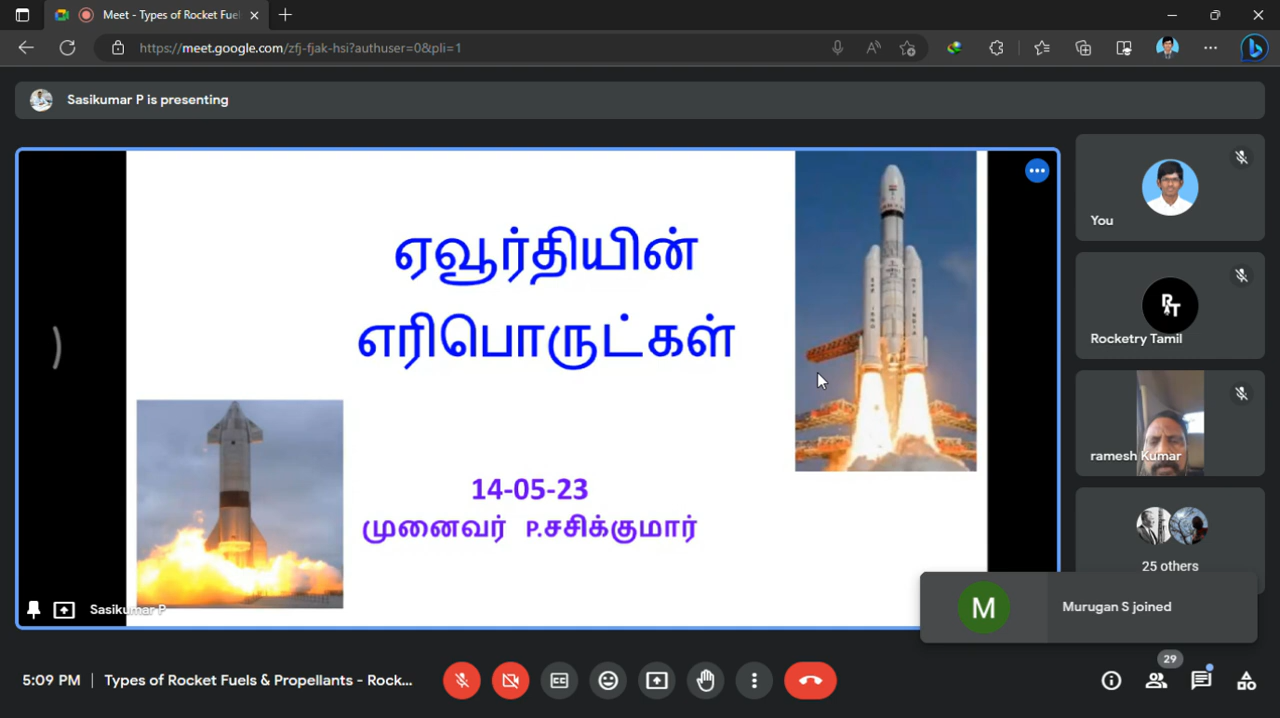 Meet - Types of Rocket Fuel
https://meet.google.com/zfj-fjak-hsi?authuser=0&pli=1
Sasikumar P is presenting
ஏவூர்தியின்
எரிபொருட்கள்
14-05-23
முனைவர் P.சசிக்குமார்
Sasikumar P
You
Rocketry Tamil
ramesh Kumar
25 others
M
Murugan S joined
5:09 PM | Types of Rocket Fuels & Propellants - Rock...
29